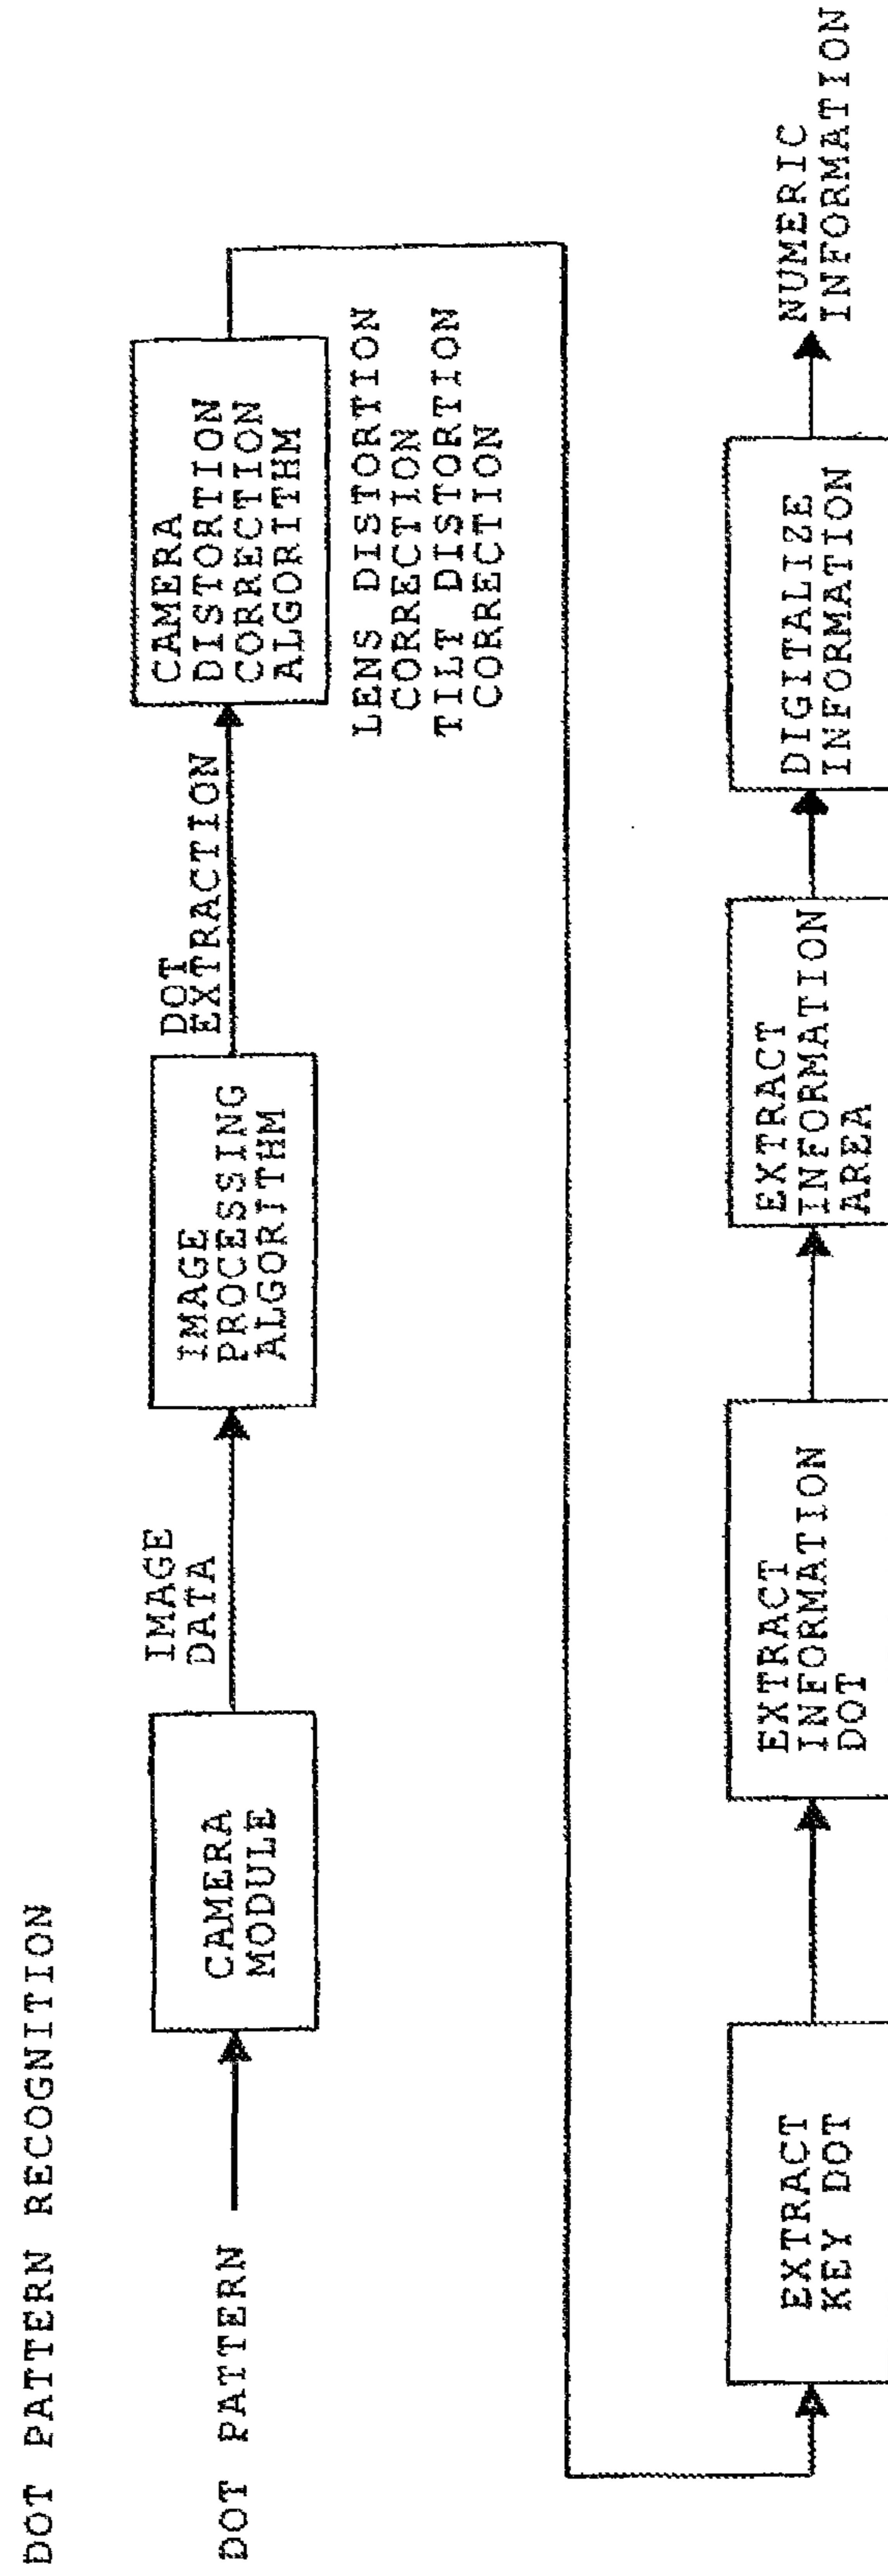 DOT PATTERN RECOGNITION
DOT PATTERN
CAMERA
MODULE
IMAGE
DATA
IMAGE
PROCESSING
ALGORITHM
DOT
EXTRACTION
CAMERA
DISTORTION
CORRECTION
ALGORITHM
LENS DISTORTION
CORRECTION
TILT DISTORTION
CORRECTION
EXTRACT
KEY DOT
EXTRACT
INFORMATION
DOT
EXTRACT
INFORMATION
AREA
DIGITALIZE
INFORMATION
NUMERIC
INFORMATION